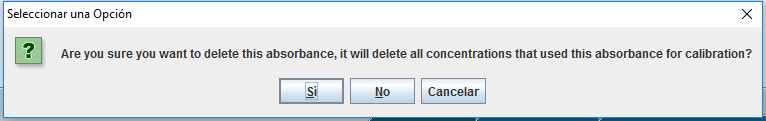 Seleccionar una Opción
Are you sure you want to delete this absorbance, it will delete all concentrations that used this absorbance for calibration?
Sí No Cancelar